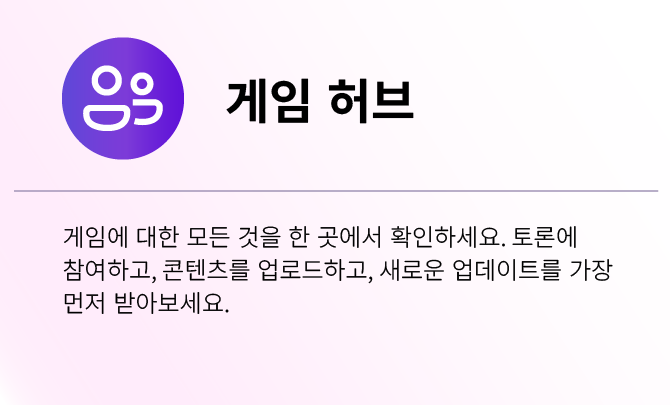 게임 허브
게임에 대한 모든 것을 한 곳에서 확인하세요. 토론에
참여하고, 콘텐츠를 업로드하고, 새로운 업데이트를 가장
먼저 받아보세요.